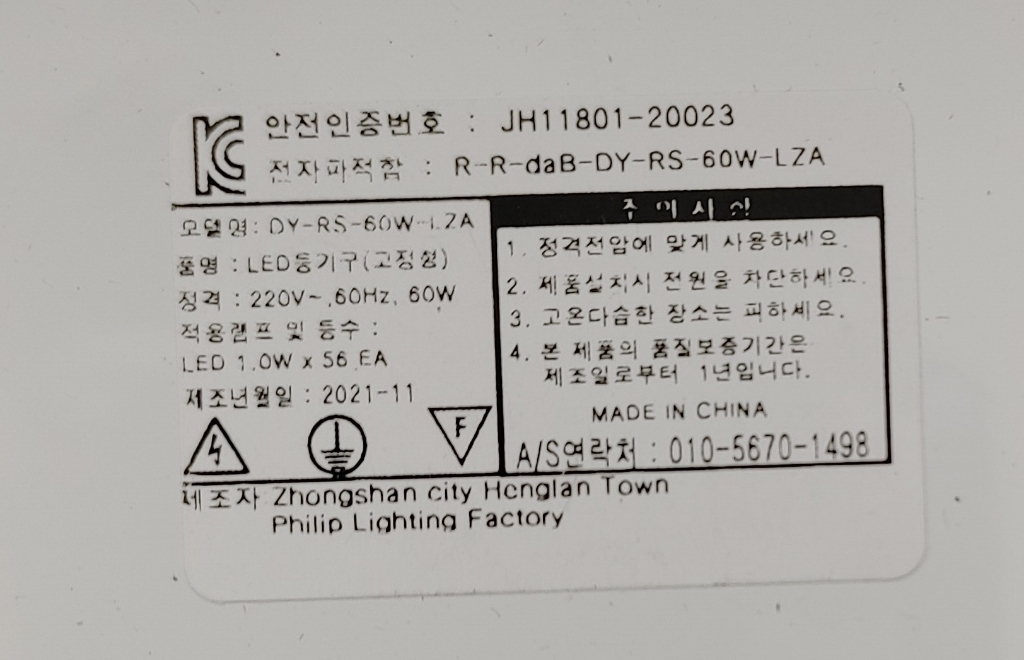 안전인증번호 : JH11801-20023
전자파적합 : R-R-daB-DY-RS-60W-LZA
모델명: DY-RS-60W-LZA
품명 : LED등기구(고정형)
정격 : 220V~,60Hz, 60W
적용램프 및 등수 :
LED 1.0W x 56 EA
제조년월일 : 2021-11
F
주 의 사 항
1. 정격전압에 맞게 사용하세요.
2. 제품설치시 전원을 차단하세요.
3. 고온다습한 장소는 피하세요.
4. 본 제품의 품질보증기간은
제조일로부터 1년입니다.
MADE IN CHINA
A/S연락처 : 010-5670-1498
제조자 Zhongshan city Henglan Town
Philip Lighting Factory